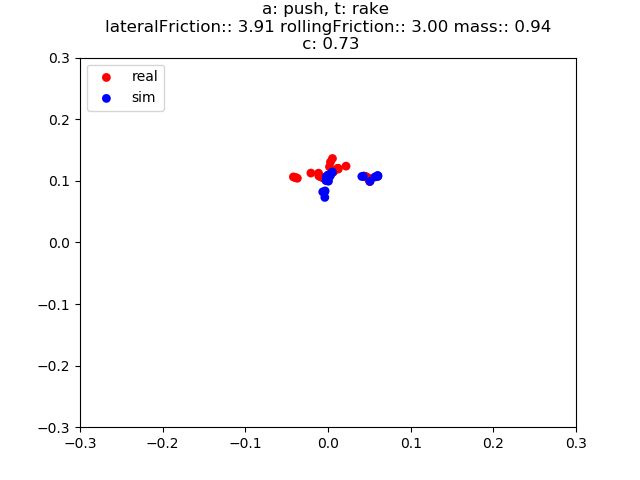 a: push, t: rake
lateralFriction:: 3.91 rollingFriction:: 3.00 mass:: 0.94
c: 0.73
real
sim
0.3
0.2
0.1
0.0
−0.1
−0.2
−0.3
−0.3
−0.2
−0.1
0.0
0.1
0.2
0.3